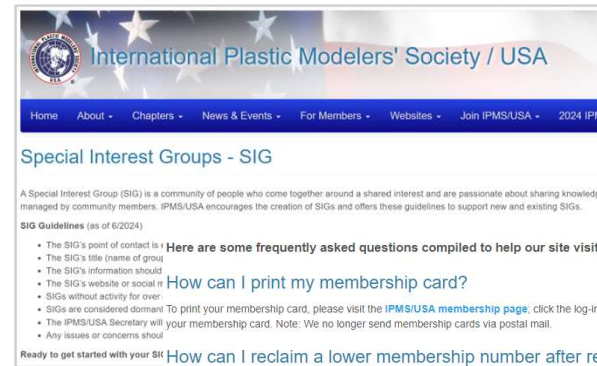 International Plastic Modelers' Society / USA
Home About Chapters News & Events For Members Websites Join IPMS/USA 2024
Special Interest Groups - SIG
A Special Interest Group (SIG) is a community of people who come together around a shared interest and are passionate about sharing
managed by community members. IPMS/USA encourages the creation of SIGs and offers these guidelines to support new and existing SIGs.
SIG Guidelines (as of 6/2024)
The SIG's point of contact is
The SIG's title (name of
The SIG's information should
The SIG's website or social
SIGs without activity for over
SIGs are considered dormant
The IPMS/USA Secretary will
Any issues or concerns
Ready to get started with your
Here are some frequently asked questions compiled to help our site
How can I print my membership card?
To print your membership card, please visit the IPMS/USA membership page; click the
your membership card. Note: We no longer send membership cards via postal mail.
How can I reclaim a lower membership number after